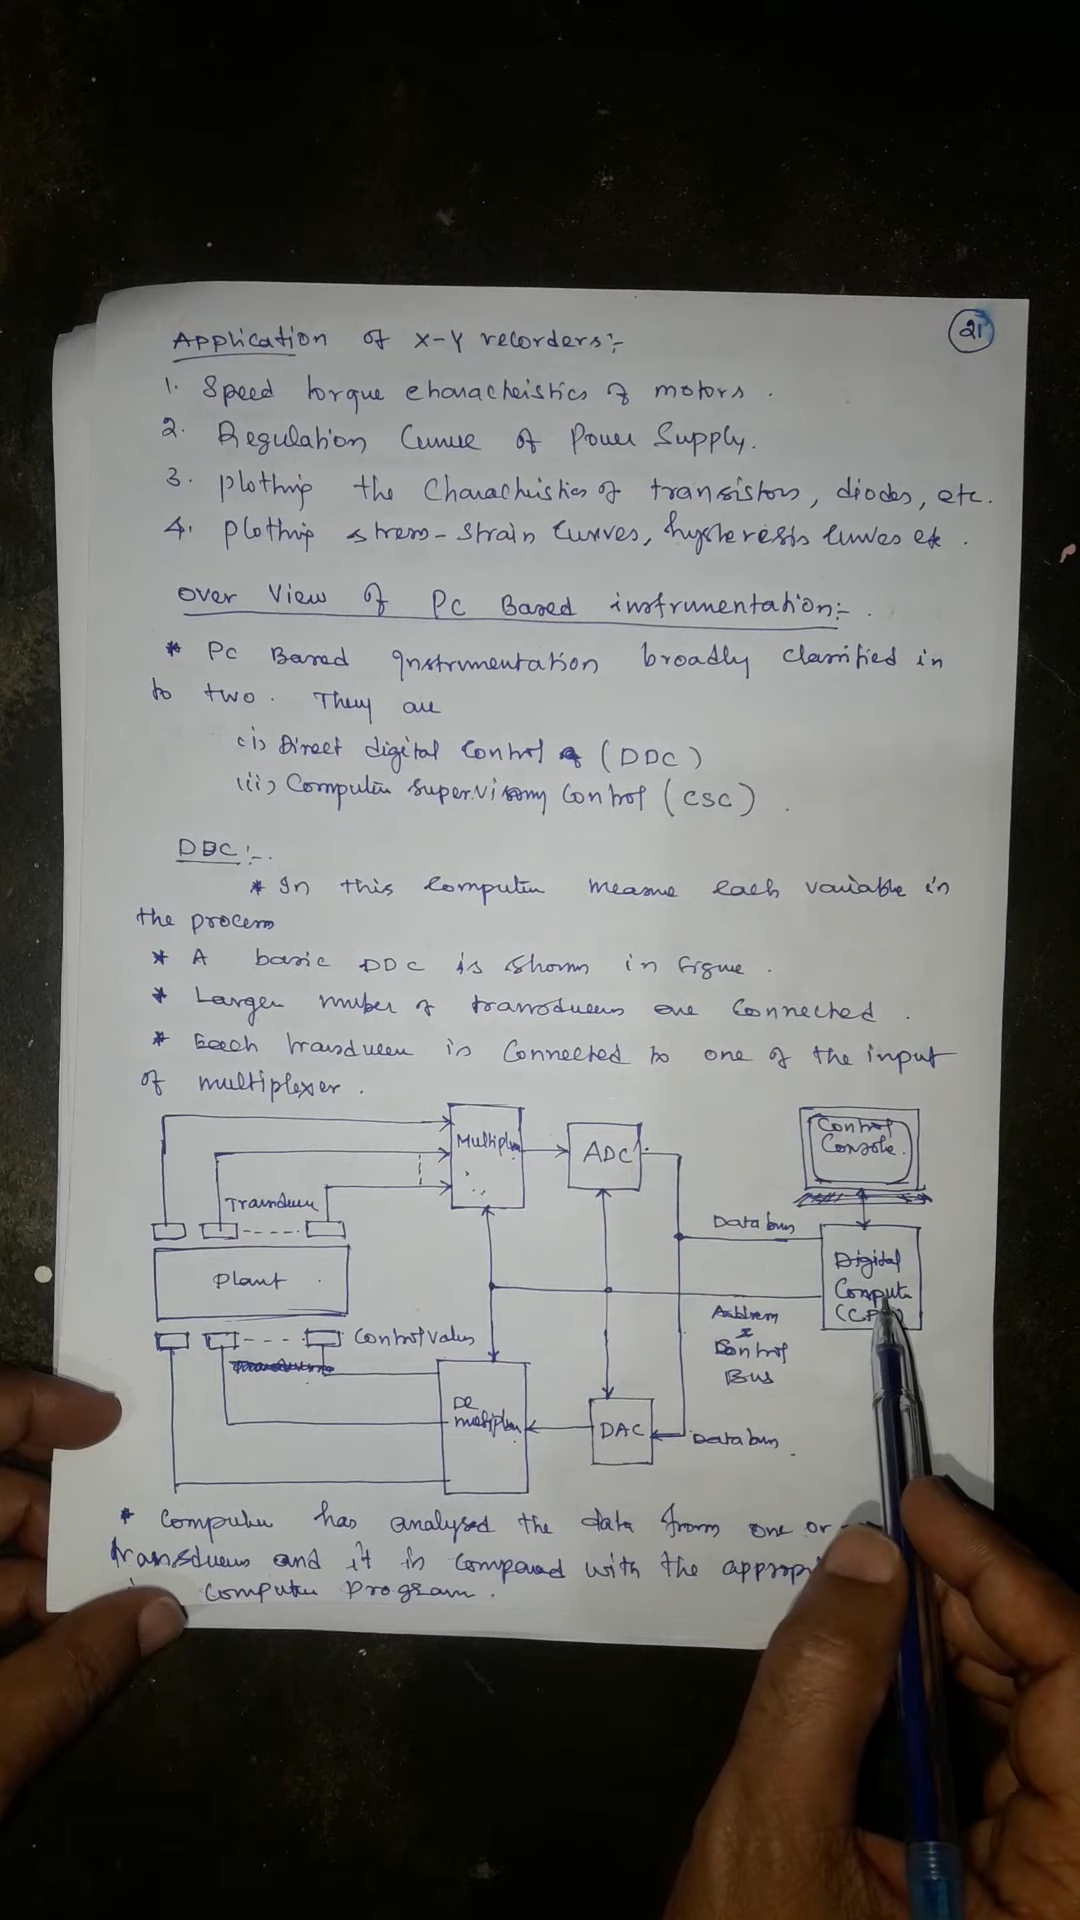 21
Application of X-Y recorders:-
1. Speed torque characteristics of motors.
2. Regulation Curve of Power Supply.
3. plotting the Characteristics of transistors, diodes, etc.
4. plotting stress-strain Curves, hysteresis curves etc.
Over View of PC Based instrumentation:-.
* PC Based Instrumentation broadly classified in
to two. They are
(i) Direct digital Control (DDC)
(ii) Computer Supervisory Control (CSC).
DDC:-.
* In this Computer measure each variable in
the process
* A basic DDC is shown in Figure.
* Larger number of transducers are connected.
* Each transducer is Connected to one of the input
of multiplexer.
Control
Console.
Multiplex
ADC
Transducer
Data bus
Digital
Computer
Plant
Address
&
Control
Bus
Control valves
De
multiplexer
DAC
Data bus
* Computer has analysed the data from one or
transducers and it is compared with the
Computer program.